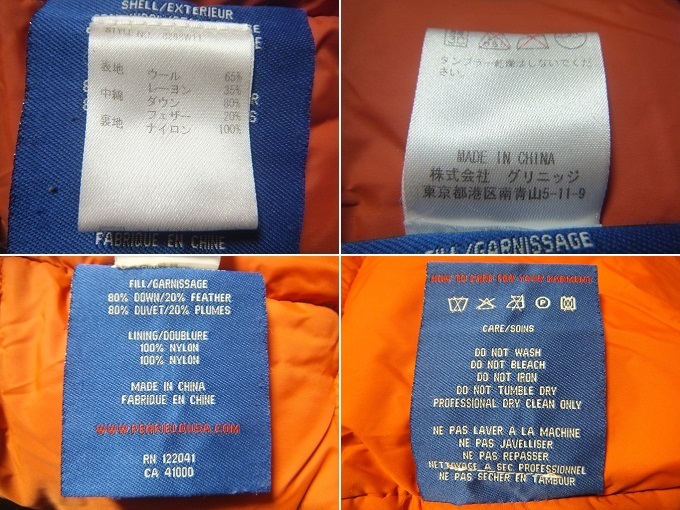 SHELL/EXTERIEUR
表地 ウール 65%
レーヨン 35%
中綿 ダウン 80%
フェザー 20%
裏地 ナイロン 100%
FABRIQUE EN CHINE
タンブラー乾燥はしないでくだ
さい。
MADE IN CHINA
株式会社 グリニッジ
東京都港区南青山5-11-9
FILL/GARNISSAGE
FILL/GARNISSAGE
80% DOWN/20% FEATHER
80% DUVET/20% PLUMES
LINING/DOUBLURE
100% NYLON
100% NYLON
MADE IN CHINA
FABRIQUE EN CHINE
WWW.PENFIELDUSA.COM
RN 122041
CA 41000
HOW TO CARE FOR YOUR GARMENT
CARE/SOINS
DO NOT WASH
DO NOT BLEACH
DO NOT IRON
DO NOT TUMBLE DRY
PROFESSIONAL DRY CLEAN ONLY
NE PAS LAVER A LA MACHINE
NE PAS JAVELLISER
NE PAS REPASSER
NETTOYAGE A SEC PROFESSIONNEL
NE PAS SECHER EN TAMBOUR